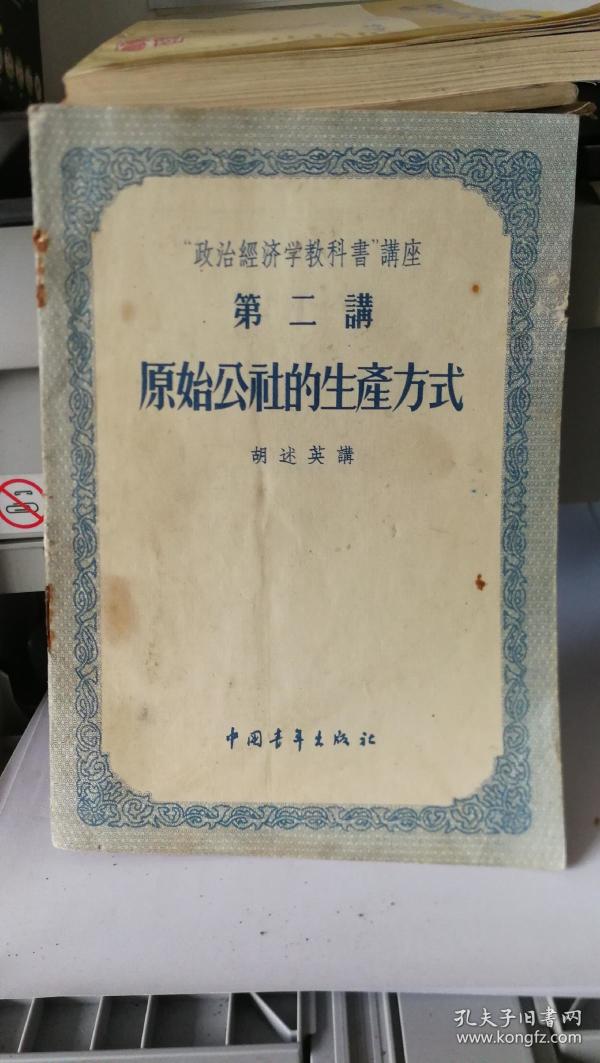 “政治經济学教科書”講座
第二講
原始公社的生產方式
胡述英講
中国青年出版社
孔夫子旧書网
www.kongfz.com